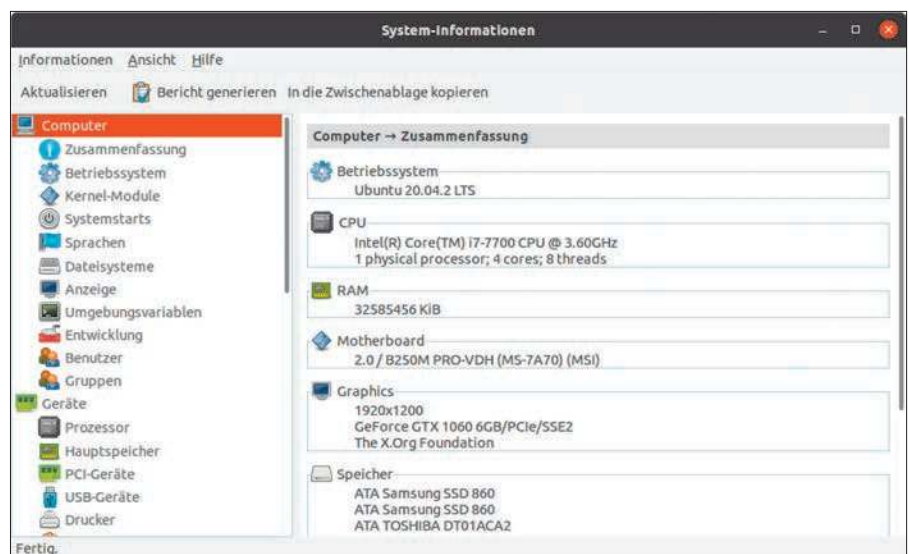 System-Informationen
Informationen Ansicht Hilfe
Aktualisieren Bericht generieren In die Zwischenablage kopieren
Computer
Zusammenfassung
Betriebssystem
Kernel-Module
Systemstarts
Sprachen
Dateisysteme
Anzeige
Umgebungsvariablen
Entwicklung
Benutzer
Gruppen
Geräte
Prozessor
Hauptspeicher
PCI-Geräte
USB-Geräte
Drucker
Computer → Zusammenfassung
Betriebssystem
Ubuntu 20.04.2 LTS
CPU
Intel(R) Core(TM) i7-7700 CPU @ 3.60GHz
1 physical processor; 4 cores; 8 threads
RAM
32585456 KiB
Motherboard
2.0 / B250M PRO-VDH (MS-7A70) (MSI)
Graphics
1920x1200
GeForce GTX 1060 6GB/PCIe/SSE2
The X.Org Foundation
Speicher
ATA Samsung SSD 860
ATA Samsung SSD 860
ATA TOSHIBA DT01ACA2
Fertig.